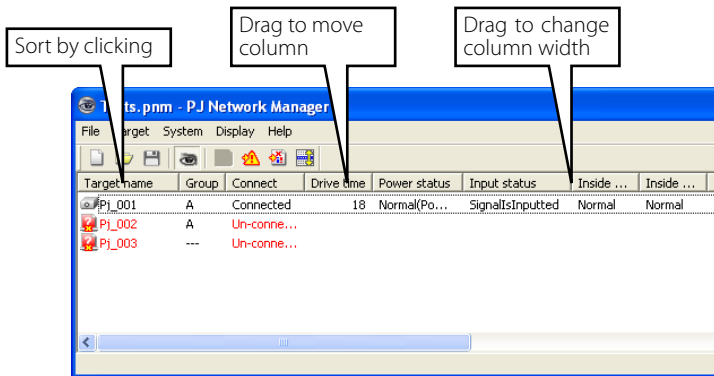 Sort by clicking
Drag to move
column
Drag to change
column width
ts.pnm - PJ Network Manager
File arget System Display Help
Target name Group Connect Drive time Power status Input status Inside ... Inside ...
Pj_001 A Connected 18 Normal(Po... SignalIsInputted Normal Normal
Pj_002 A Un-conne...
Pj_003 --- Un-conne...